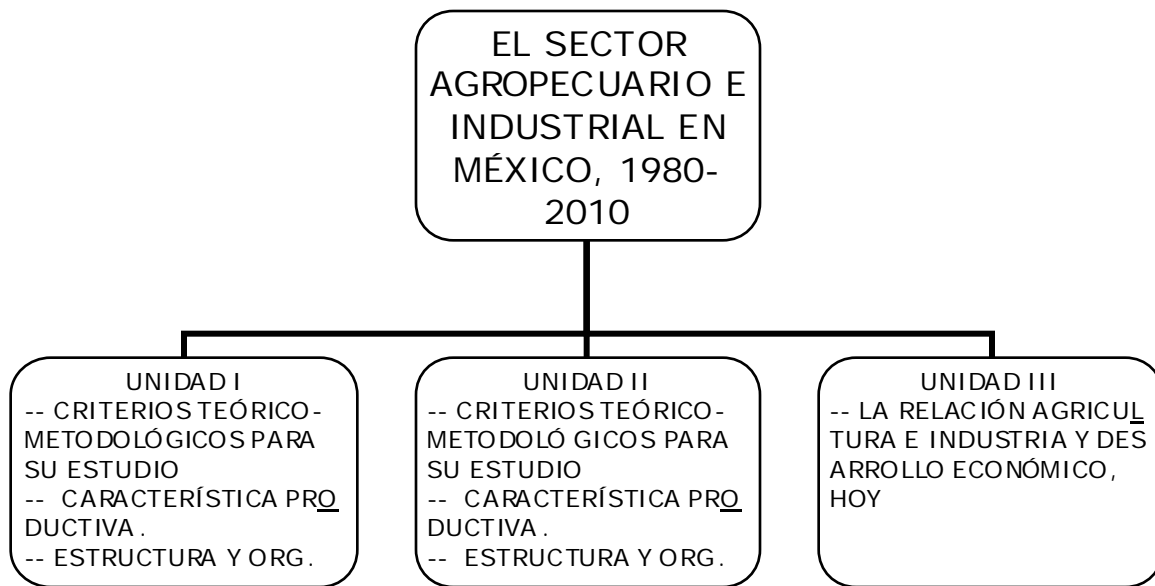 EL SECTOR
AGROPECUARIO E
INDUSTRIAL EN
MÉXICO, 1980-
2010
UNIDAD I
-- CRITERIOS TEÓRICO-
METODOLÓGICOS PARA
SU ESTUDIO
-- CARACTERÍSTICA PRO
DUCTIVA.
-- ESTRUCTURA Y ORG.
UNIDAD II
-- CRITERIOS TEÓRICO-
METODOLÓGICOS PARA
SU ESTUDIO
-- CARACTERÍSTICA PRO
DUCTIVA.
-- ESTRUCTURA Y ORG.
UNIDAD III
-- LA RELACIÓN AGRICUL
TURA E INDUSTRIA Y DES
ARROLLO ECONÓMICO,
HOY